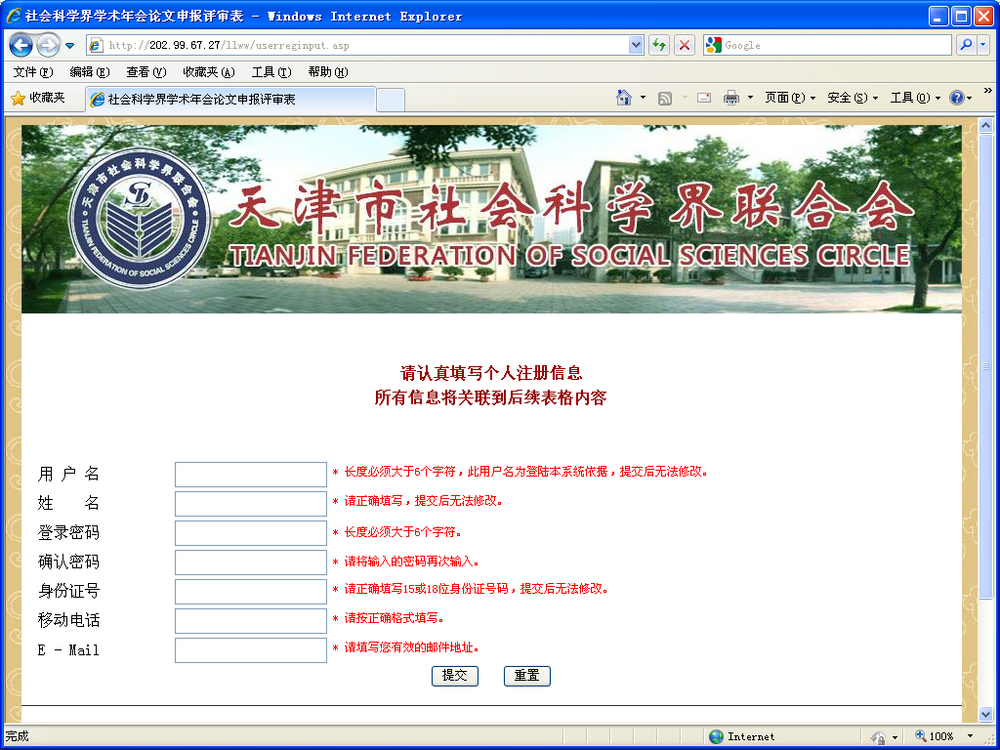 社会科学界学术年会论文申报评审表 - Windows Internet Explorer
http://202.99.67.27/llww/userreginput.asp
Google
文件(F) 编辑(E) 查看(V) 收藏夹(A) 工具(T) 帮助(H)
收藏夹 社会科学界学术年会论文申报评审表 页面(P) 安全(S) 工具(O) »
天津市社会科学界联合会
TIANJIN FEDERATION OF SOCIAL SCIENCES CIRCLE
天津市社会科学界联合会
TIANJIN FEDERATION OF SOCIAL SCIENCES CIRCLE
请认真填写个人注册信息
所有信息将关联到后续表格内容
用 户 名 * 长度必须大于6个字符，此用户名为登陆本系统依据，提交后无法修改。
姓 名 * 请正确填写，提交后无法修改。
登录密码 * 长度必须大于6个字符。
确认密码 * 请将输入的密码再次输入。
身份证号 * 请正确填写15或18位身份证号码，提交后无法修改。
移动电话 * 请按正确格式填写。
E - Mail * 请填写您有效的邮件地址。
提交 重置
完成 Internet 100%